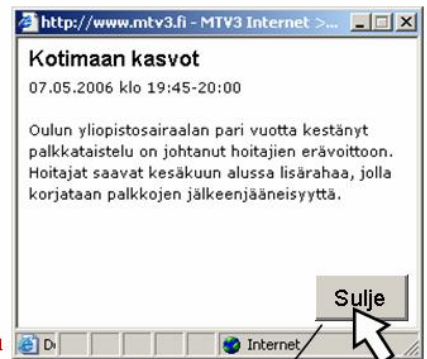 http://www.mtv3.fi - MTV3 Internet >...
Kotimaan kasvot
07.05.2006 klo 19:45-20:00
Oulun yliopistosairaalan pari vuotta kestänyt
palkkataistelu on johtanut hoitajien erävoittoon.
Hoitajat saavat kesäkuun alussa lisärahaa, jolla
korjataan palkkojen jälkeenjääneisyyttä.
Sulje
Internet